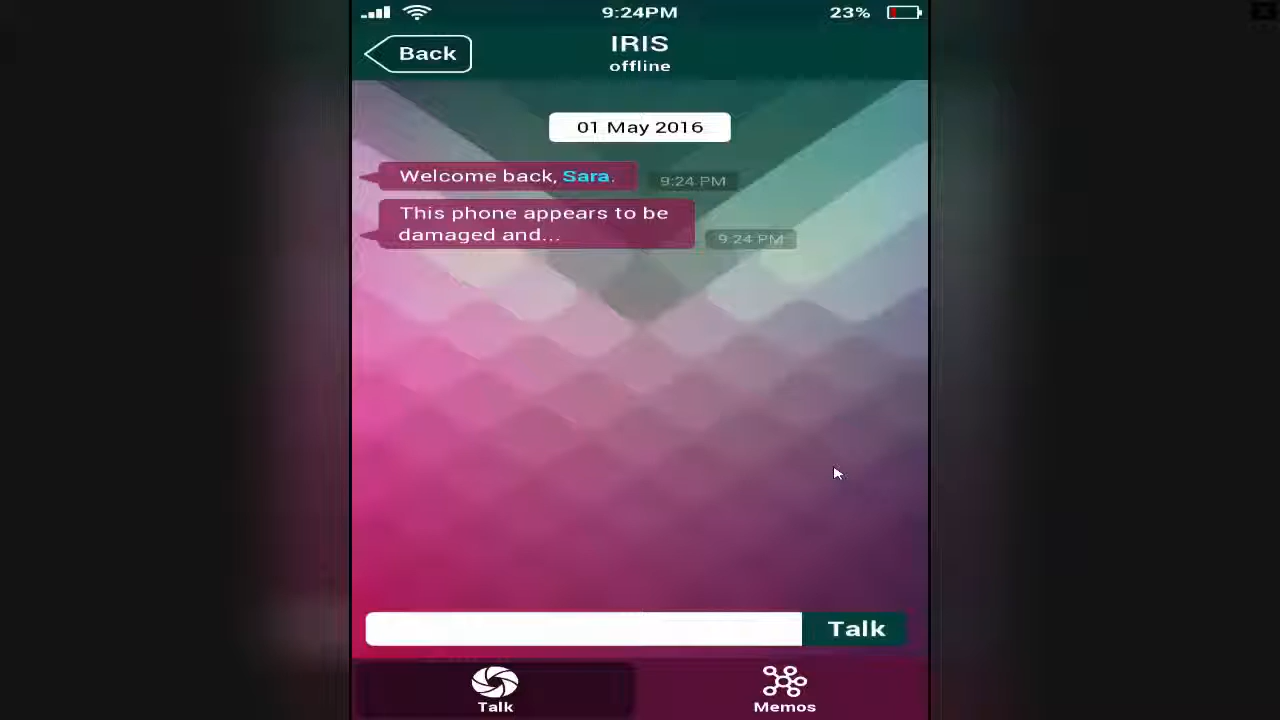 9:24PM
23%
Back
IRIS
offline
01 May 2016
Welcome back, Sara.
9:24 PM
This phone appears to be
damaged and...
9:24 PM
Talk
Talk
Memos